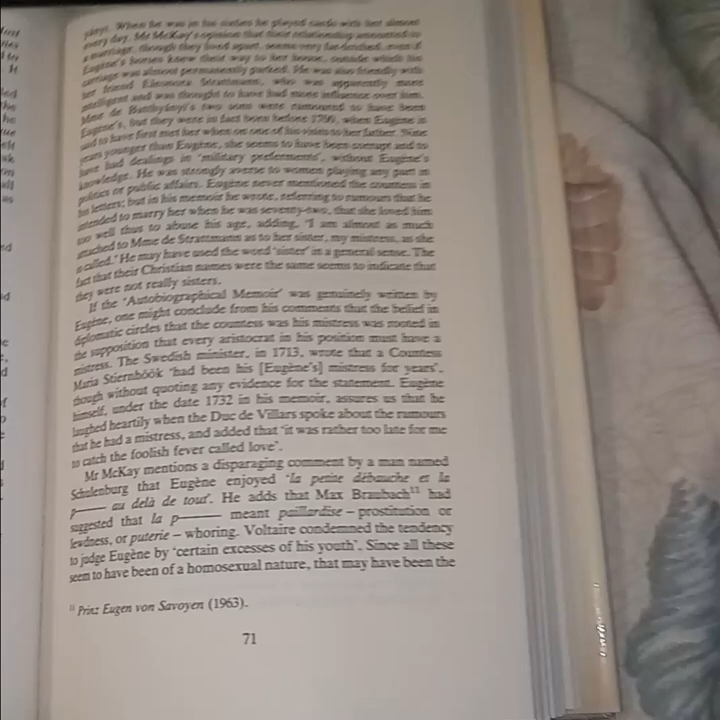 plays. When he was in his sixties he played cards with her almost
every day. Mr McKay's opinion that their relationship amounted to
a marriage, though they lived apart, seems very far-fetched, even if
Eugène's horses knew their way to her house, outside which his
carriage was almost permanently parked. He was also friendly with
her friend Eleonora Strattmann, who was apparently more
intelligent and was thought to have had more influence over him.
Mme de Batthyány's two sons were rumoured to have been
Eugène's, but they were in fact been before 1700, when Eugène is
said to have first met her when on one of his visits to her father. Nine
years younger than Eugène, she seems to have been corrupt and to
have had dealings in 'military preferments', without Eugène's
knowledge. He was strongly averse to women playing any part in
politics or public affairs. Eugène never mentioned the countess in
his letters; but in his memoir he wrote, referring to rumours that he
intended to marry her when he was seventy-two, that she loved him
too well thus to abuse his age, adding, 'I am almost as much
attached to Mme de Strattmann as to her sister, my mistress, as she
is called.' He may have used the word 'sister' in a general sense. The
fact that their Christian names were the same seems to indicate that
they were not really sisters.
If the 'Autobiographical Memoir' was genuinely written by
Eugène, one might conclude from his comments that the belief in
diplomatic circles that the countess was his mistress was rooted in
the supposition that every aristocrat in his position must have a
mistress. The Swedish minister, in 1713, wrote that a Countess
Maria Stiernhöök 'had been his [Eugène's] mistress for years',
though without quoting any evidence for the statement. Eugène
himself, under the date 1732 in his memoir, assures us that he
laughed heartily when the Duc de Villars spoke about the rumours
that he had a mistress, and added that 'it was rather too late for me
to catch the foolish fever called love'.
Mr McKay mentions a disparaging comment by a man named
Schulenburg that Eugène enjoyed 'la petite débauche et la
p—— au delà de tout'. He adds that Max Braubach¹¹ had
suggested that la p—— meant paillardise – prostitution or
lewdness, or puterie – whoring. Voltaire condemned the tendency
to judge Eugène by 'certain excesses of his youth'. Since all these
seem to have been of a homosexual nature, that may have been the
¹¹ Prinz Eugen von Savoyen (1963).
71